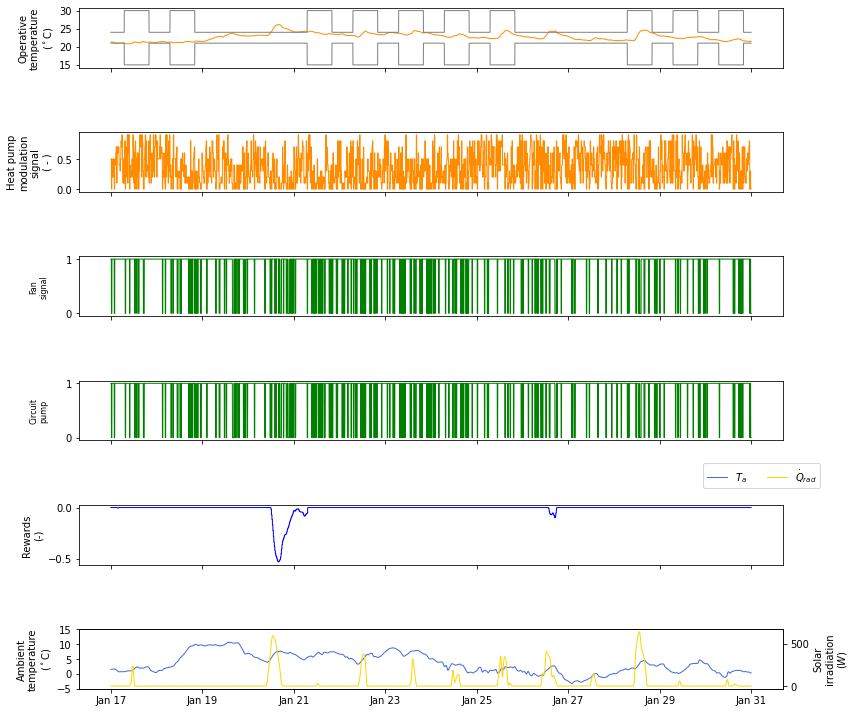 Operative
temperature
(°C)
30
25
20
15
Heat pump
modulation
signal
( - )
0.5
0.0
Fan
signal
1
0
Circuit
pump
1
0
T_a
Q̇_rad
Rewards
(-)
0.0
−0.5
Ambient
temperature
(°C)
15
10
5
0
−5
500
0
Solar
irradiation
(W)
Jan 17
Jan 19
Jan 21
Jan 23
Jan 25
Jan 27
Jan 29
Jan 31